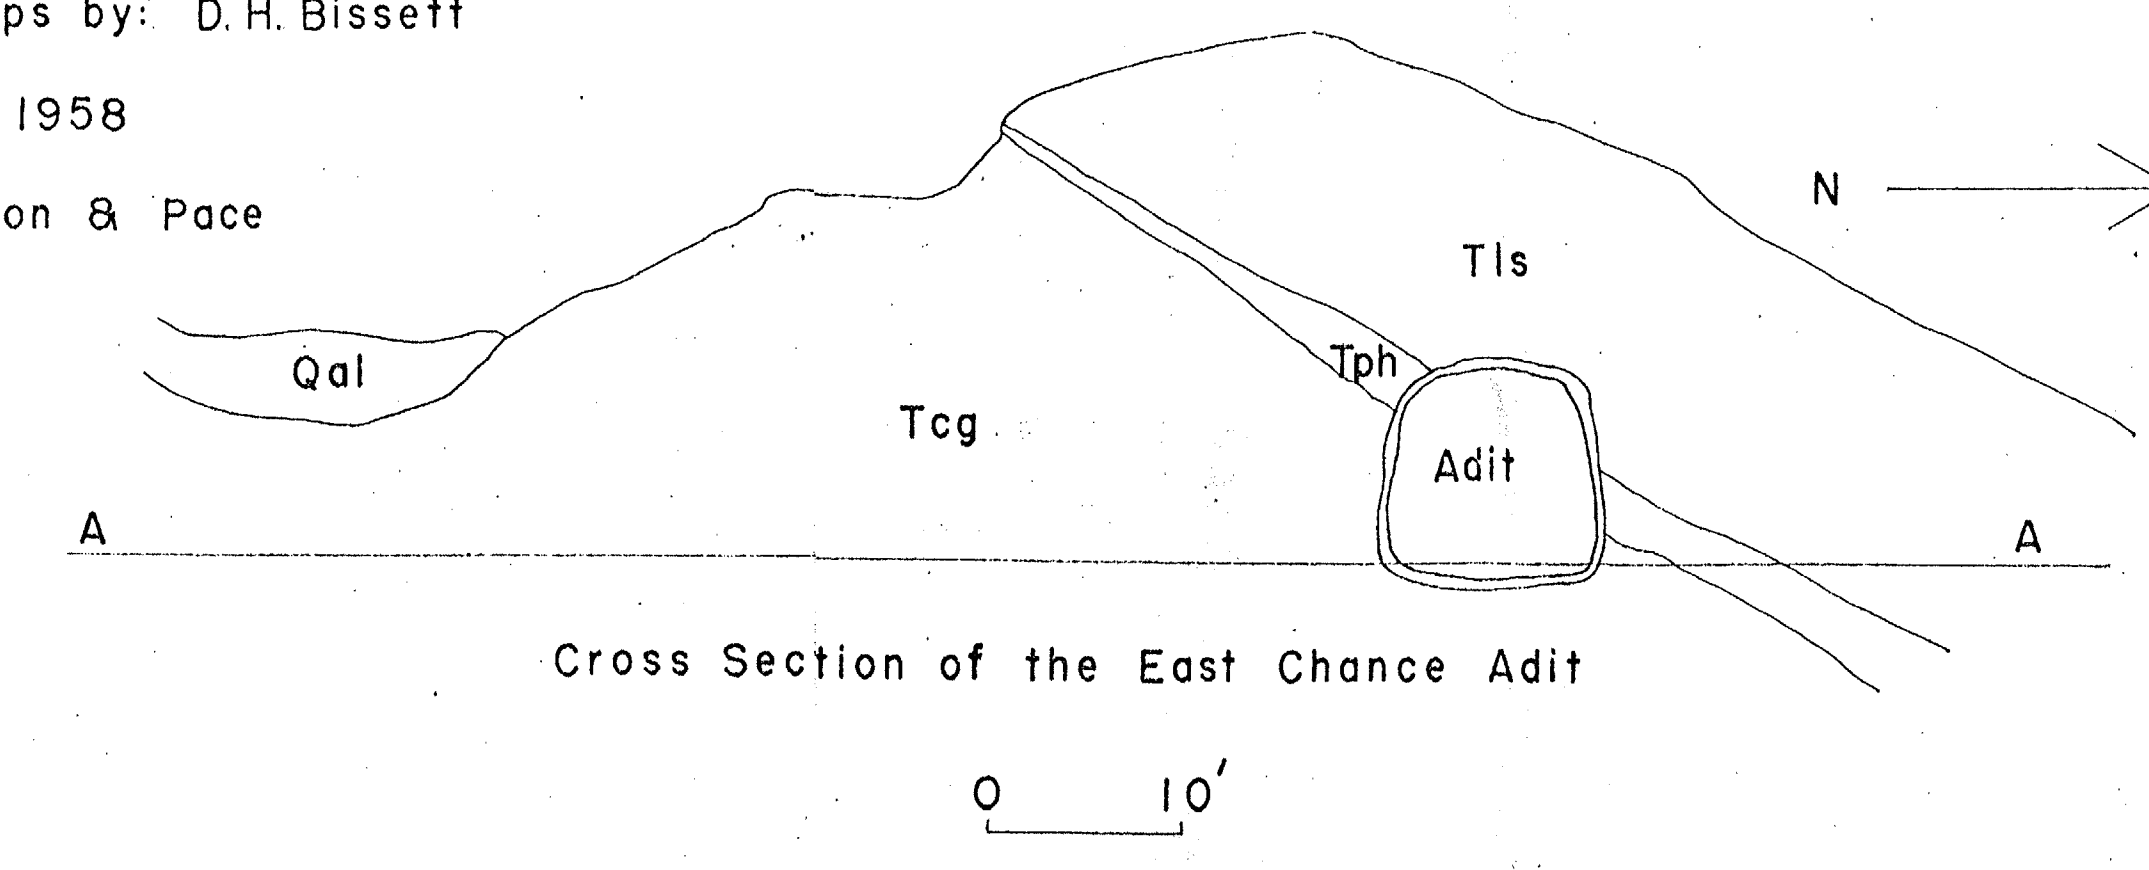 ps by: D. H. Bissett
1958
on & Pace
N
Tls
Qal
Tph
Tcg
Adit
A
A
Cross Section of the East Chance Adit
0 10'